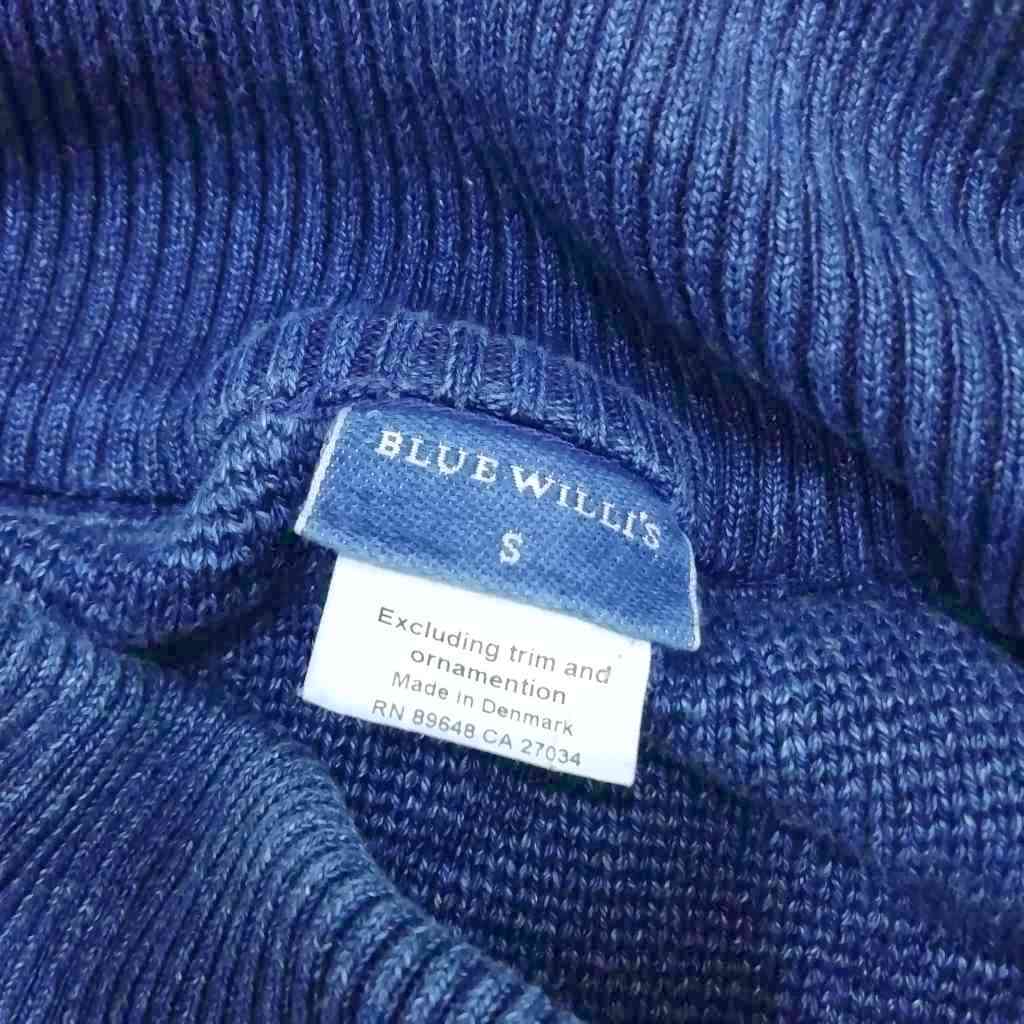 BLUE WILLI'S
S
Excluding trim and
ornamention
Made in Denmark
RN 89648 CA 27034